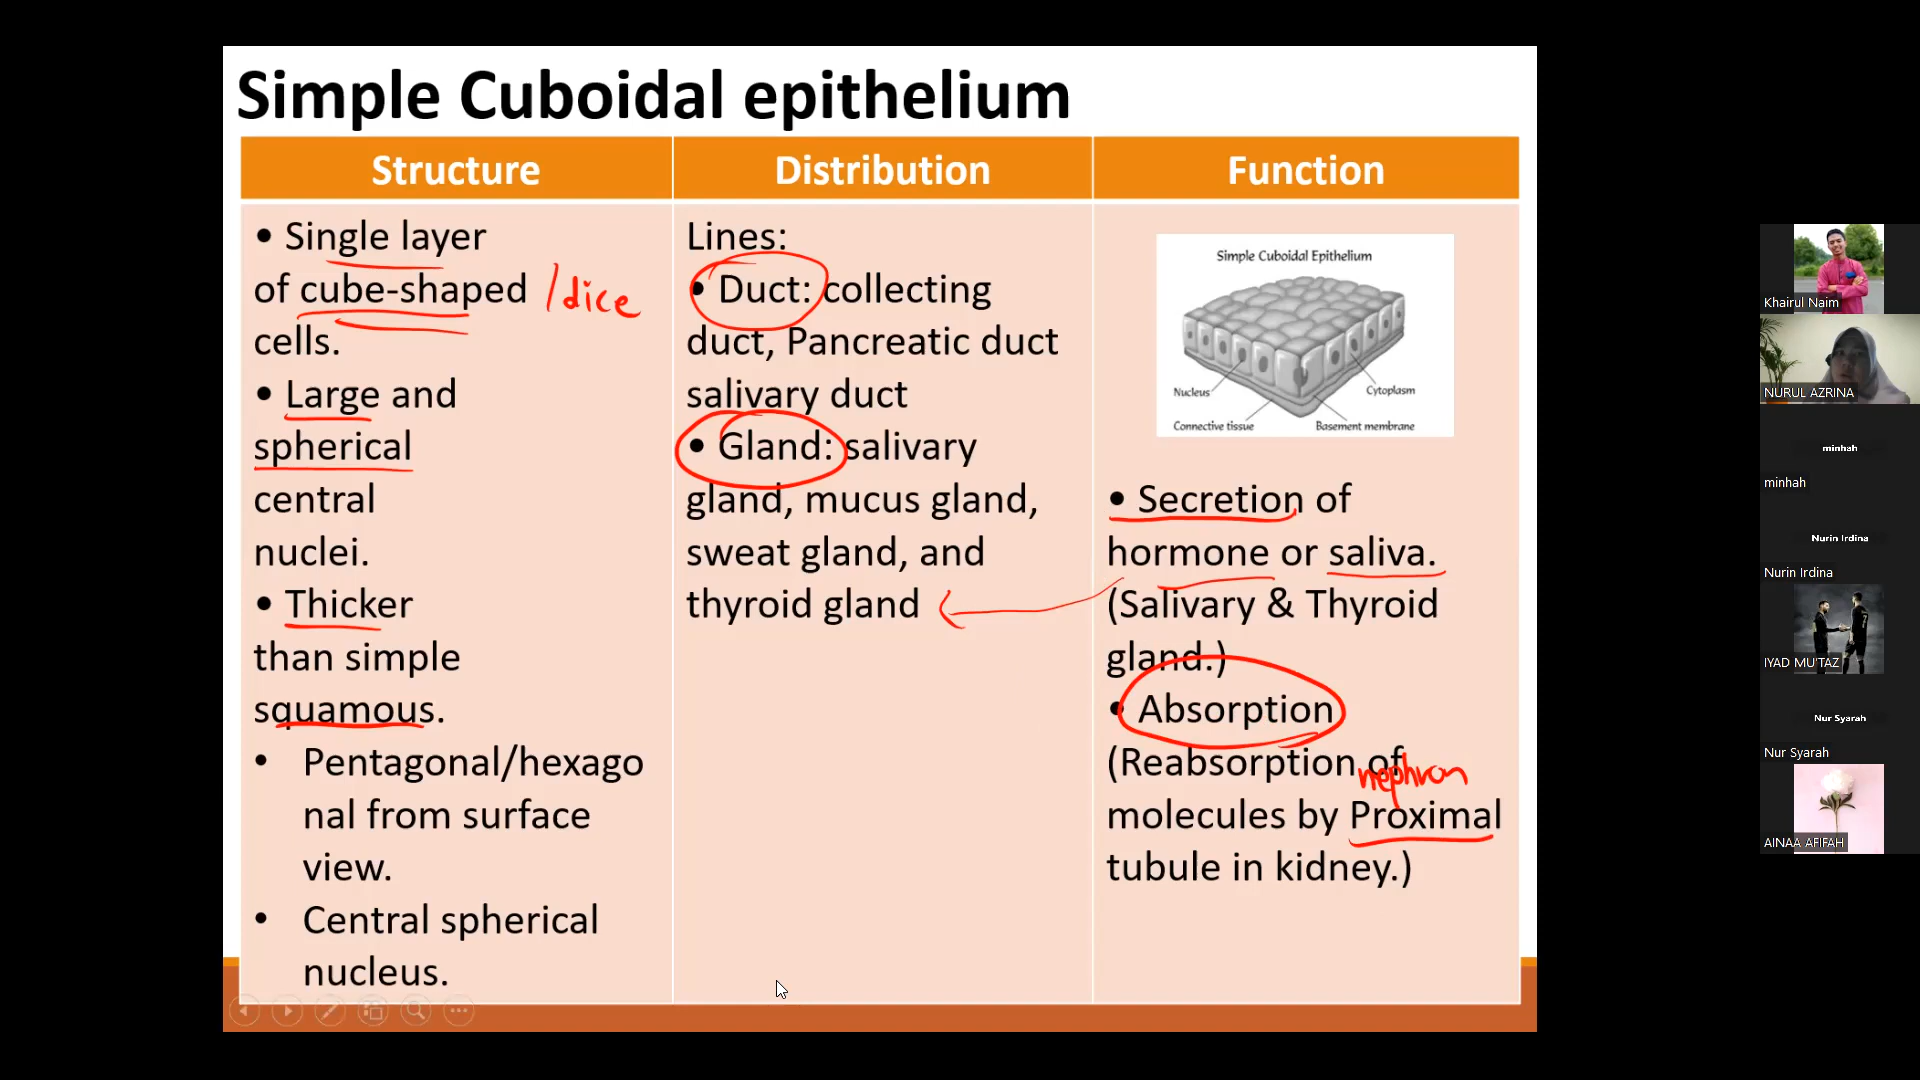 Simple Cuboidal epithelium
Structure
• Single layer
of cube-shaped /dice
cells.
• Large and
spherical
central
nuclei.
• Thicker
than simple
squamous.
• Pentagonal/hexago
nal from surface
view.
• Central spherical
nucleus.
Distribution
Lines:
• Duct: collecting
duct, Pancreatic duct
salivary duct
• Gland: salivary
gland, mucus gland,
sweat gland, and
thyroid gland
Function
Simple Cuboidal Epithelium
Nucleus
Cytoplasm
Connective tissue
Basement membrane
• Secretion of
hormone or saliva.
(Salivary & Thyroid
gland.)
• Absorption
(Reabsorption of
nephron
molecules by Proximal
tubule in kidney.)
Khairul Naim
NURUL AZRINA
minhah
minhah
Nurin Irdina
Nurin Irdina
IYAD MU'TAZ
Nur Syarah
Nur Syarah
AINAA AFIFAH